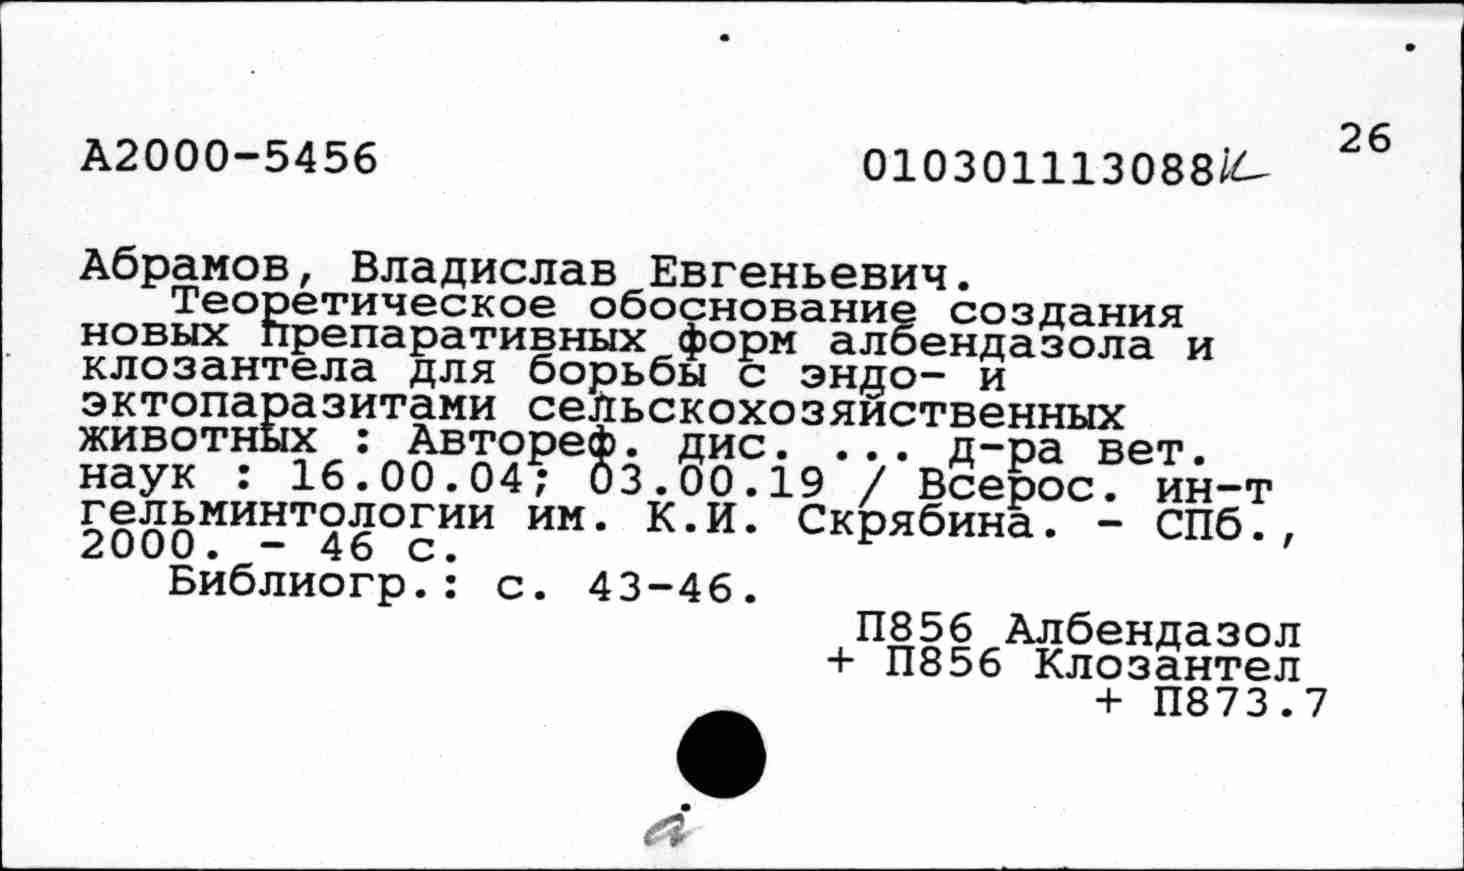 26
А2000-5456 010301113088
Абрамов, Владислав Евгеньевич.
Теоретическое обоснование создания
новых препаративных форм албендазола и
клозантела для борьбы с эндо- и
эктопаразитами сельскохозяйственных
животных : Автореф. дис. ... д-ра вет.
наук : 16.00.04; 03.00.19 / Всерос. ин-т
гельминтологии им. К.И. Скрябина. - СПб.,
2000. - 46 с.
Библиогр.: с. 43-46.
П856 Албендазол
+ П856 Клозантел
+ П873.7